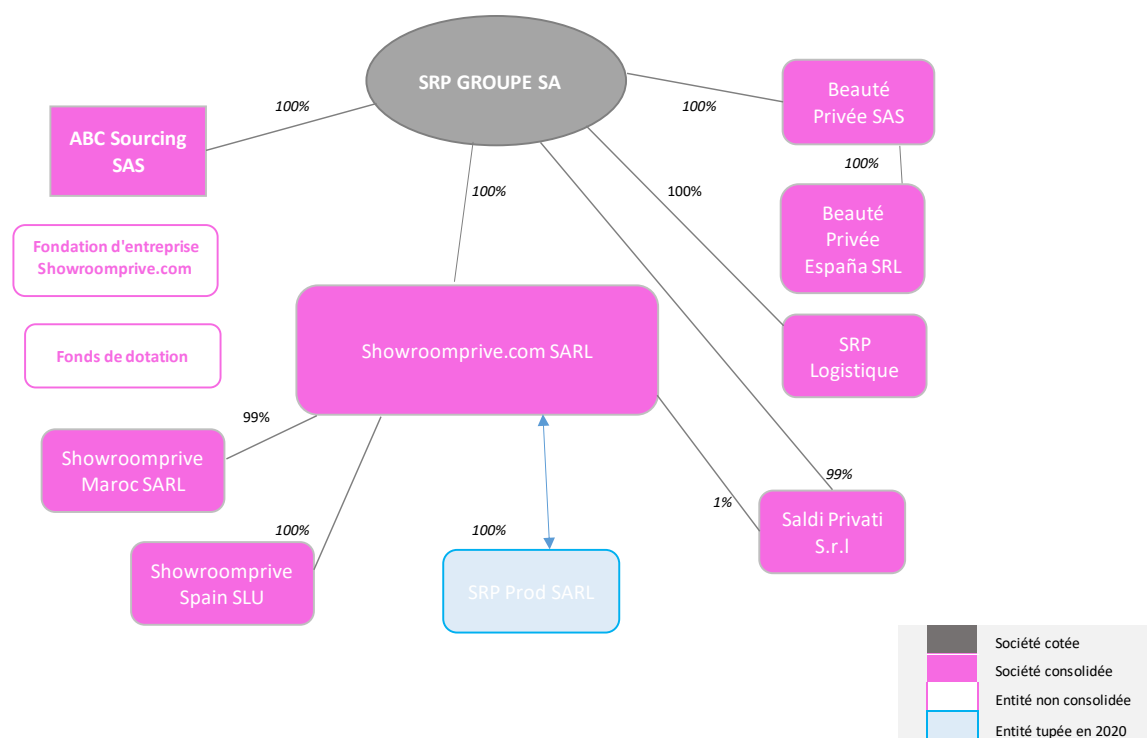 SRP GROUPE SA
Beauté
Privée SAS
100%
100%
ABC Sourcing
SAS
100%
100%
100%
Beauté
Privée
España SRL
Fondation d'entreprise
Showroomprive.com
Showroomprive.com SARL
SRP
Logistique
Fonds de dotation
99%
Showroomprive
Maroc SARL
99%
1%
Saldi Privati
S.r.l
100%
100%
Showroomprive
Spain SLU
SRP Prod SARL
Société cotée
Société consolidée
Entité non consolidée
Entité tupée en 2020